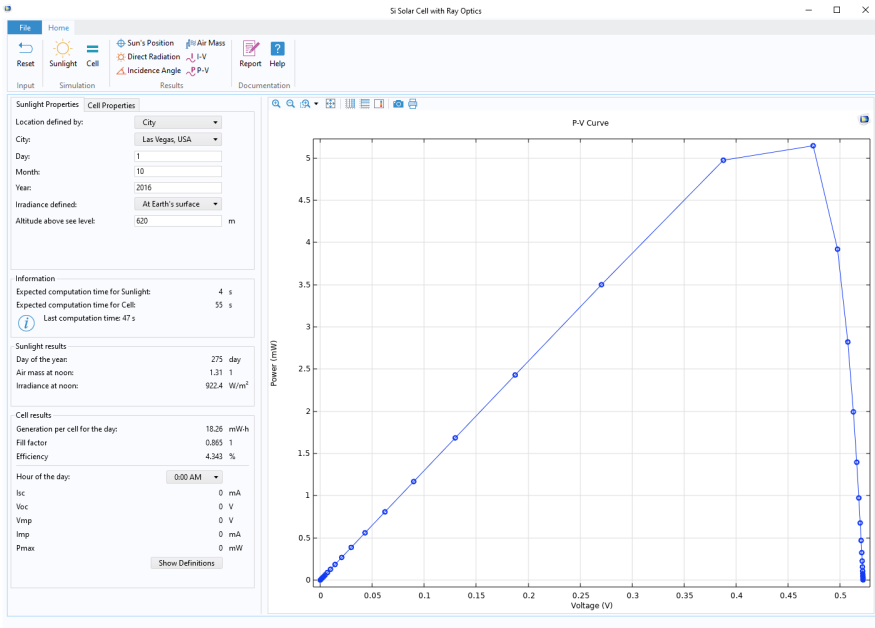 Si Solar Cell with Ray Optics
File Home
Reset Sunlight Cell
Sun's Position Air Mass
Direct Radiation I-V
Incidence Angle P-V
Report Help
Input Simulation Results Documentation
Sunlight Properties Cell Properties
Location defined by: City
City: Las Vegas, USA
Day: 1
Month: 10
Year: 2016
Irradiance defined: At Earth's surface
Altitude above see level: 620 m
Information
Expected computation time for Sunlight: 4 s
Expected computation time for Cell: 55 s
Last computation time: 47 s
Sunlight results
Day of the year: 275 day
Air mass at noon: 1.31 1
Irradiance at noon: 922.4 W/m²
Cell results
Generation per cell for the day: 18.26 mW·h
Fill factor 0.865 1
Efficiency 4.343 %
Hour of the day: 0:00 AM
Isc 0 mA
Voc 0 V
Vmp 0 V
Imp 0 mA
Pmax 0 mW
Show Definitions
P-V Curve
Power (mW)
5
4.5
4
3.5
3
2.5
2
1.5
1
0.5
0
0 0.05 0.1 0.15 0.2 0.25 0.3 0.35 0.4 0.45 0.5
Voltage (V)